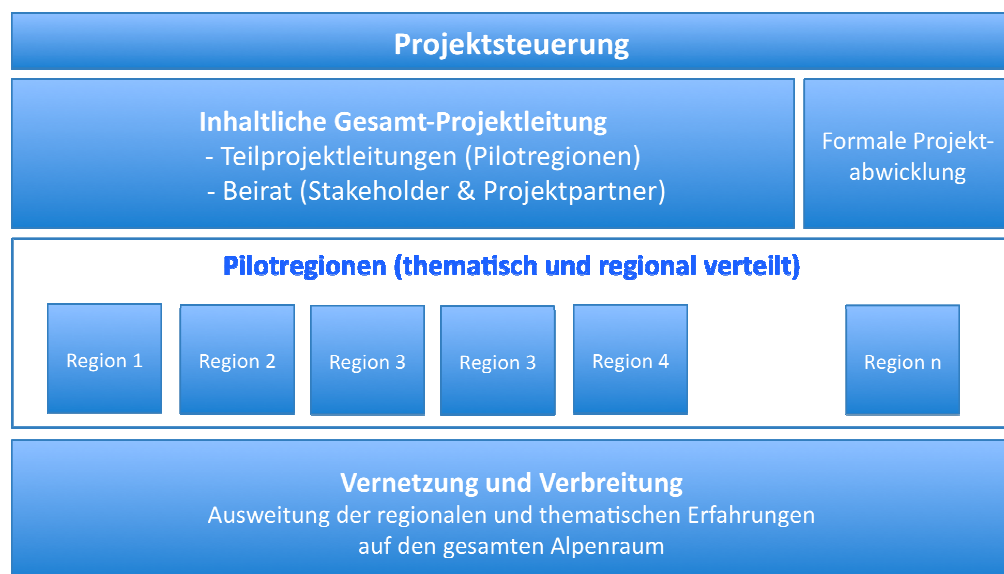 Projektsteuerung
Inhaltliche Gesamt-Projektleitung
- Teilprojektleitungen (Pilotregionen)
- Beirat (Stakeholder & Projektpartner)
Formale Projekt-
abwicklung
Pilotregionen (thematisch und regional verteilt)
Region 1
Region 2
Region 3
Region 3
Region 4
Region n
Vernetzung und Verbreitung
Ausweitung der regionalen und thematischen Erfahrungen
auf den gesamten Alpenraum